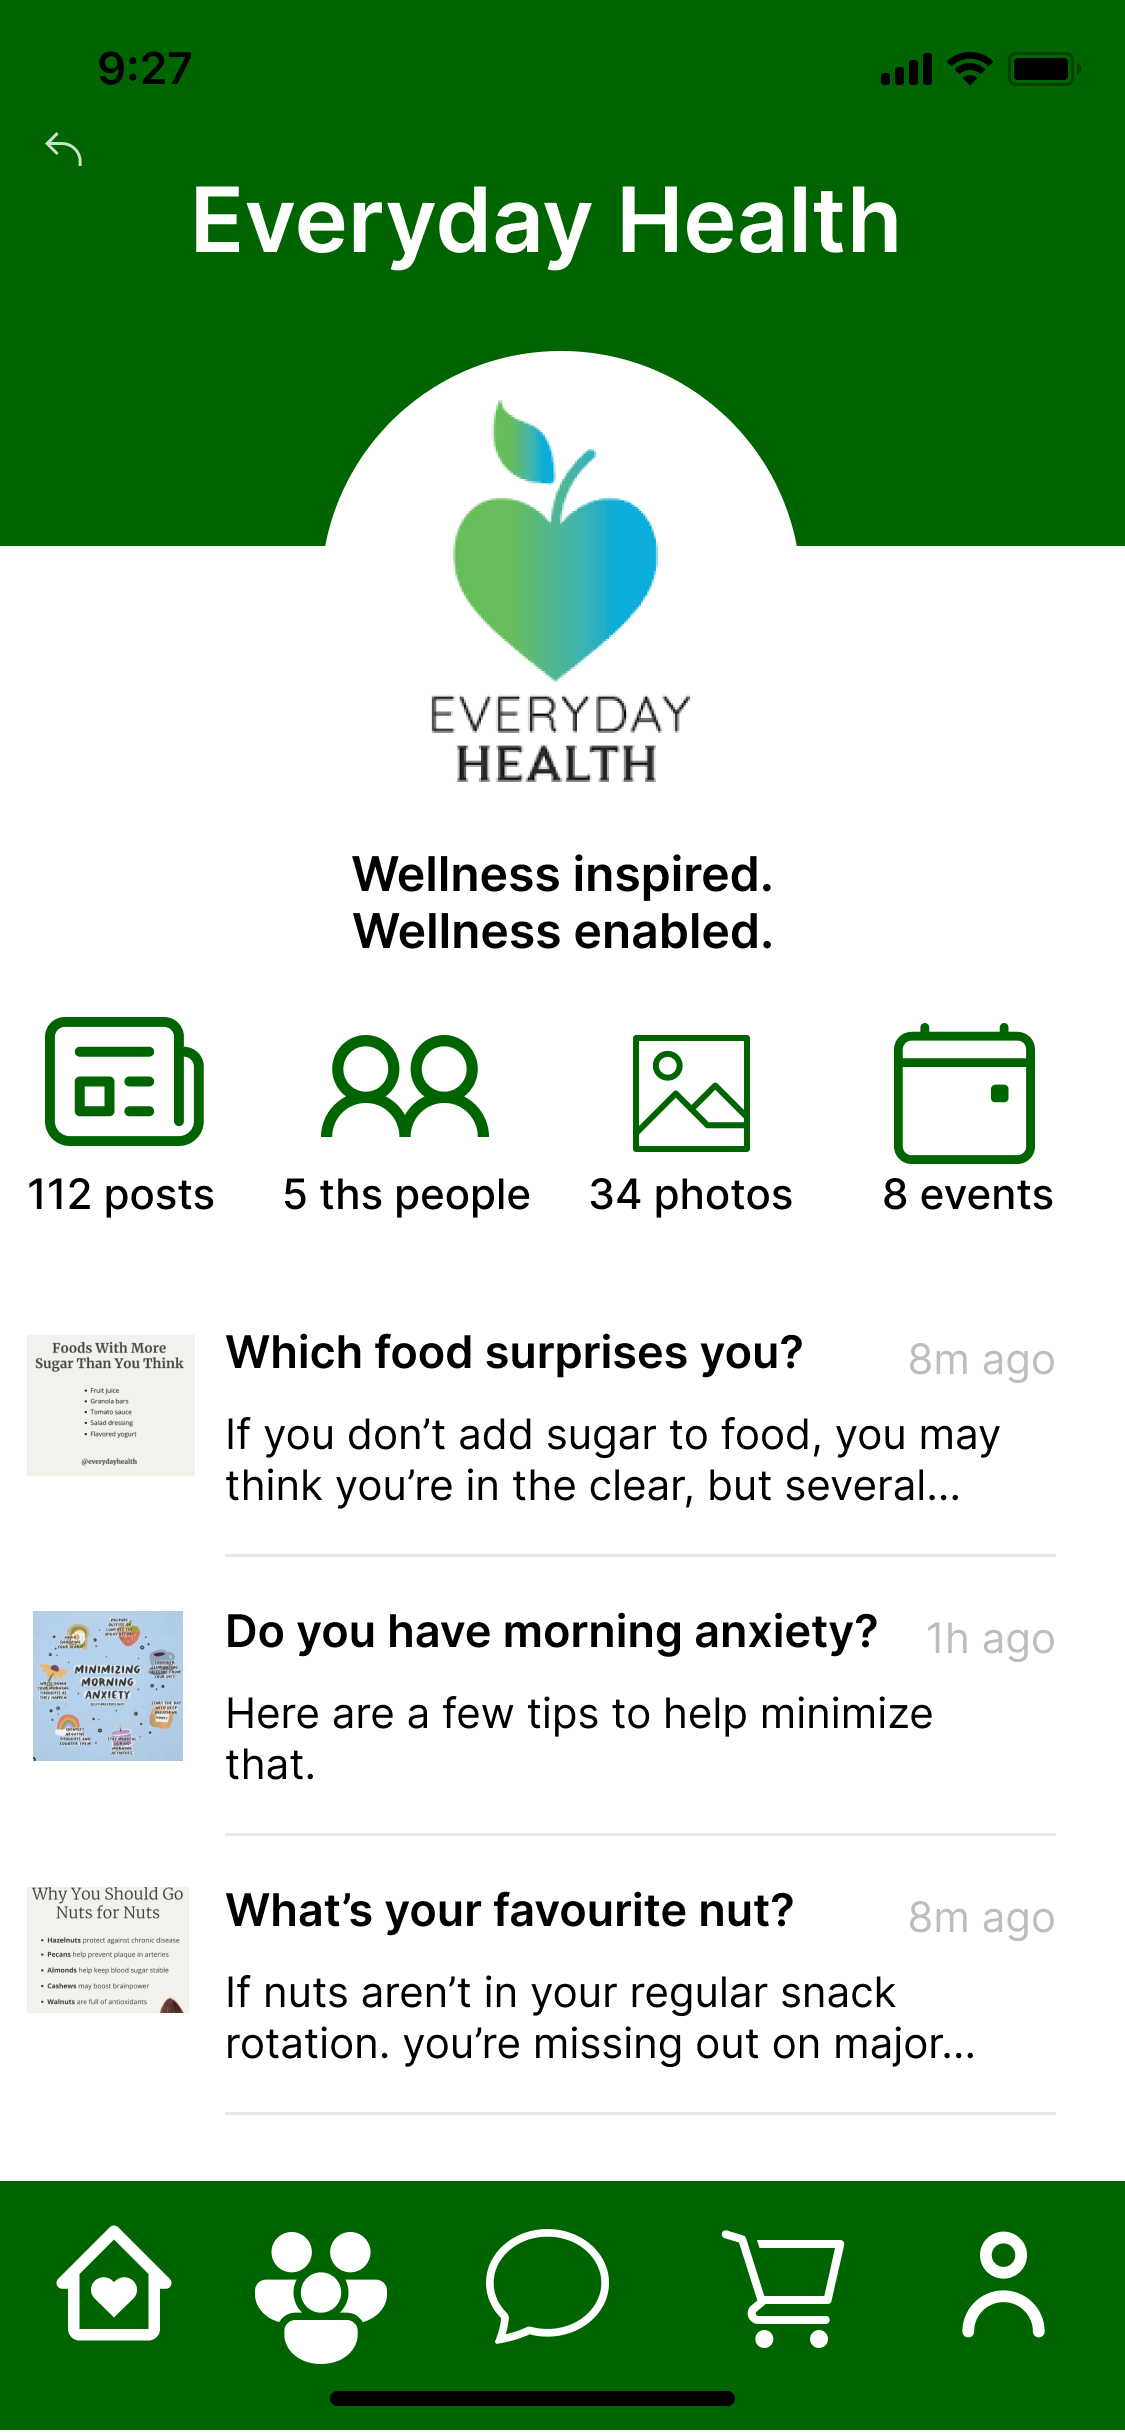 9:27
Everyday Health
EVERYDAY
HEALTH
Wellness inspired.
Wellness enabled.
112 posts
5 ths people
34 photos
8 events
Foods With More
Sugar Than You Think
• Fruit juice
• Granola bars
• Tomato sauce
• Salad dressing
• Flavored yogurt
@everydayhealth
Which food surprises you?
8m ago
If you don’t add sugar to food, you may
think you’re in the clear, but several...
MINIMIZING
MORNING
ANXIETY
Do you have morning anxiety?
1h ago
Here are a few tips to help minimize
that.
Why You Should Go
Nuts for Nuts
• Hazelnuts protect against chronic disease
• Pecans help prevent plaque in arteries
• Almonds help keep blood sugar stable
• Cashews may boost brainpower
• Walnuts are full of antioxidants
What’s your favourite nut?
8m ago
If nuts aren’t in your regular snack
rotation. you’re missing out on major...